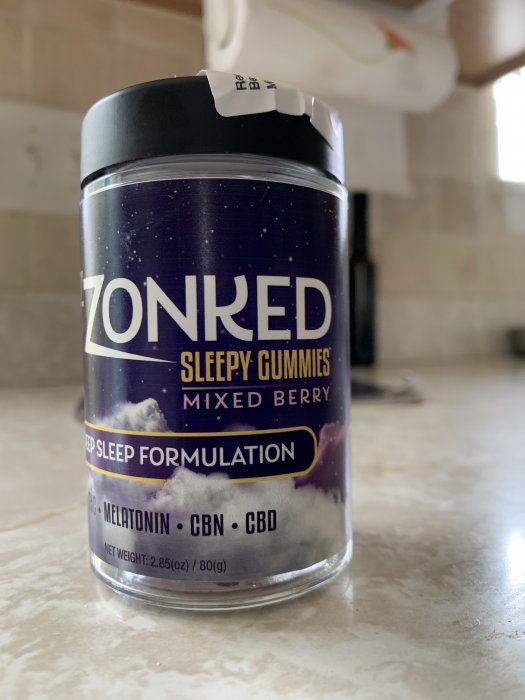 ZONKED
SLEEPY GUMMIES
MIXED BERRY
SLEEP FORMULATION
• MELATONIN • CBN • CBD
NET WEIGHT: 2.85(oz) / 80(g)